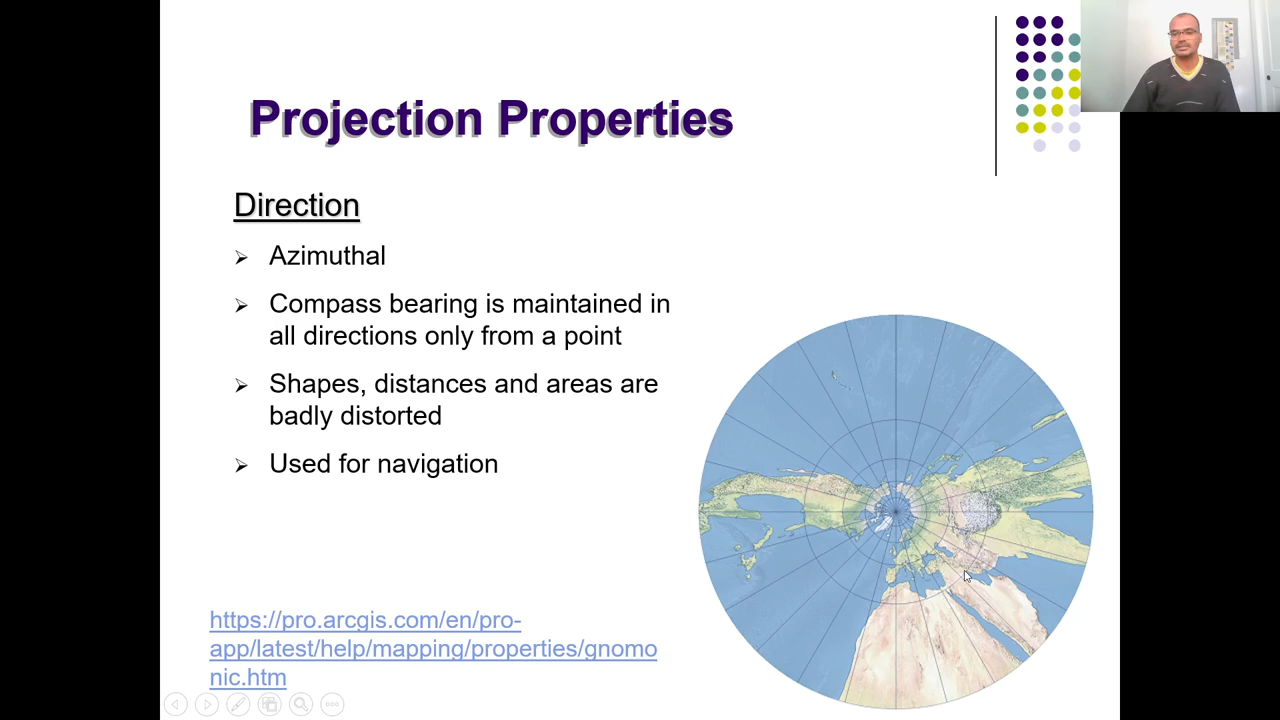 Projection Properties
Direction
Azimuthal
Compass bearing is maintained in
all directions only from a point
Shapes, distances and areas are
badly distorted
Used for navigation
https://pro.arcgis.com/en/pro-
app/latest/help/mapping/properties/gnomo
nic.htm